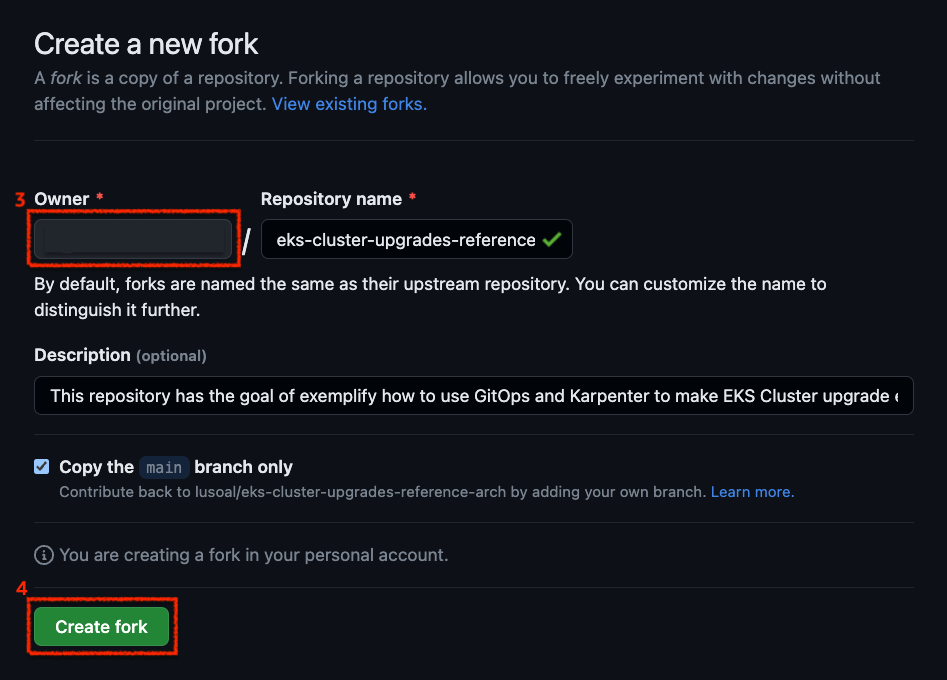 Create a new fork
A fork is a copy of a repository. Forking a repository allows you to freely experiment with changes without
affecting the original project. View existing forks.
3 Owner * Repository name *
/ eks-cluster-upgrades-reference
By default, forks are named the same as their upstream repository. You can customize the name to
distinguish it further.
Description (optional)
This repository has the goal of exemplify how to use GitOps and Karpenter to make EKS Cluster upgrade
Copy the main branch only
Contribute back to lusoal/eks-cluster-upgrades-reference-arch by adding your own branch. Learn more.
You are creating a fork in your personal account.
4
Create fork